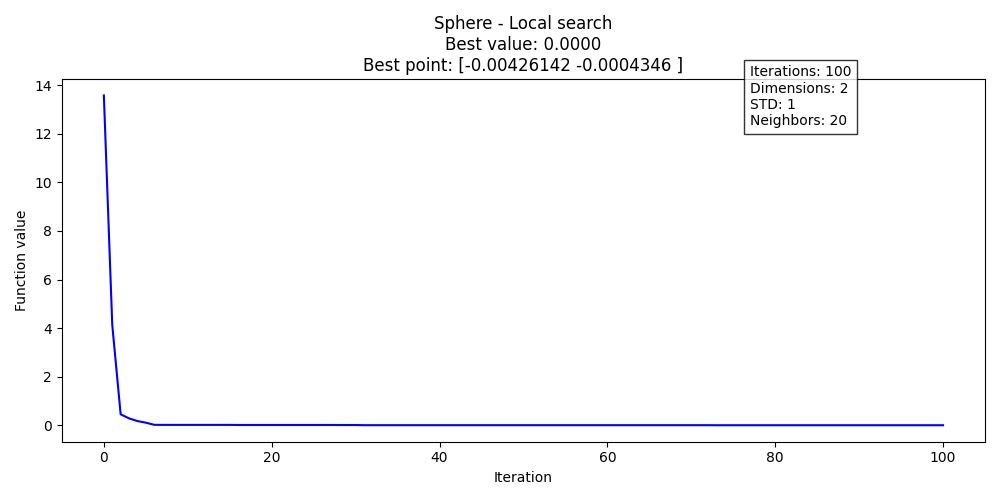 Sphere - Local search
Best value: 0.0000
Best point: [-0.00426142 -0.0004346 ]
Iterations: 100
Dimensions: 2
STD: 1
Neighbors: 20
14
12
10
8
6
4
2
0
Function value
0
20
40
60
80
100
Iteration